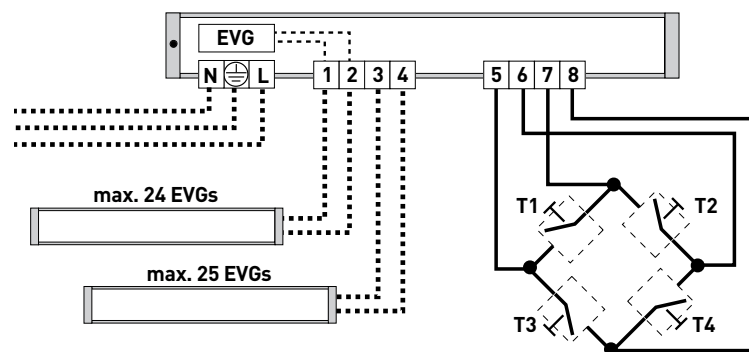 EVG
N L 1 2 3 4 5 6 7 8
max. 24 EVGs
T1 T2
max. 25 EVGs
T3 T4